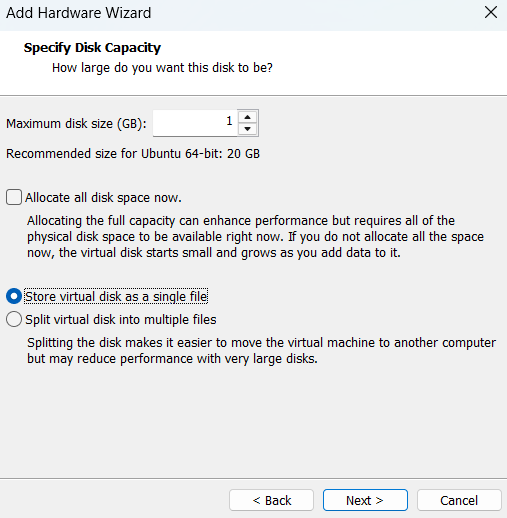 Add Hardware Wizard
Specify Disk Capacity
How large do you want this disk to be?
Maximum disk size (GB): 1
Recommended size for Ubuntu 64-bit: 20 GB
Allocate all disk space now.
Allocating the full capacity can enhance performance but requires all of the
physical disk space to be available right now. If you do not allocate all the space
now, the virtual disk starts small and grows as you add data to it.
Store virtual disk as a single file
Split virtual disk into multiple files
Splitting the disk makes it easier to move the virtual machine to another computer
but may reduce performance with very large disks.
< Back Next > Cancel